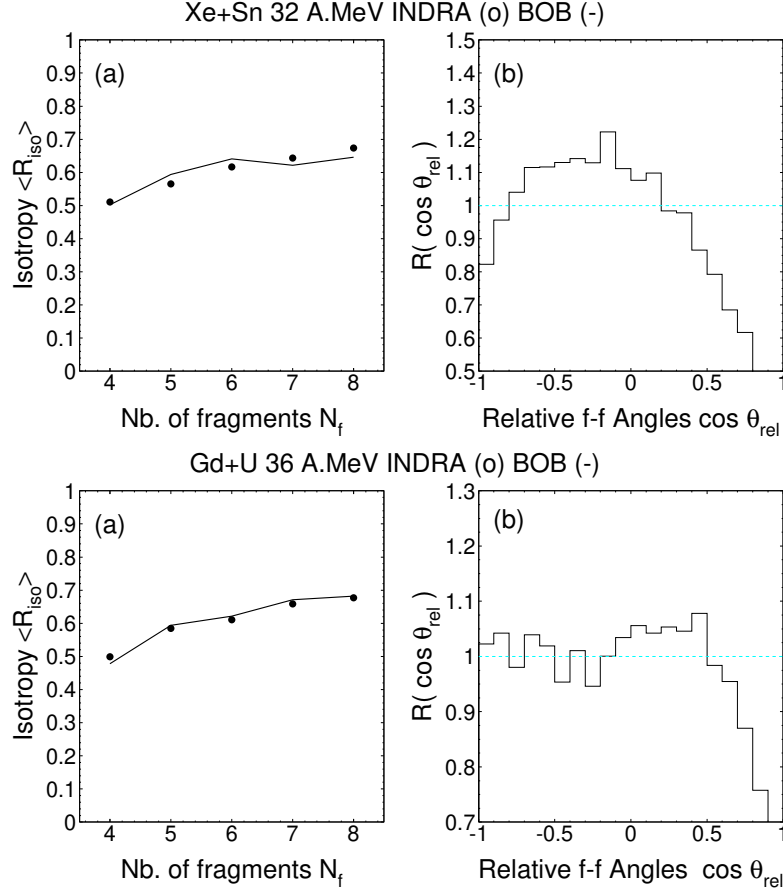 Xe+Sn 32 A.MeV INDRA (o) BOB (-)
(a)
Isotropy <R_iso>
1
0.9
0.8
0.7
0.6
0.5
0.4
0.3
0.2
0.1
0
4 5 6 7 8
Nb. of fragments N_f
(b)
R( cos θ_rel)
1.5
1.4
1.3
1.2
1.1
1
0.9
0.8
0.7
0.6
0.5
-1 -0.5 0 0.5 1
Relative f-f Angles cos θ_rel
Gd+U 36 A.MeV INDRA (o) BOB (-)
(a)
Isotropy <R_iso>
1
0.9
0.8
0.7
0.6
0.5
0.4
0.3
0.2
0.1
0
4 5 6 7 8
Nb. of fragments N_f
(b)
R( cos θ_rel)
1.3
1.2
1.1
1
0.9
0.8
0.7
-1 -0.5 0 0.5 1
Relative f-f Angles cos θ_rel